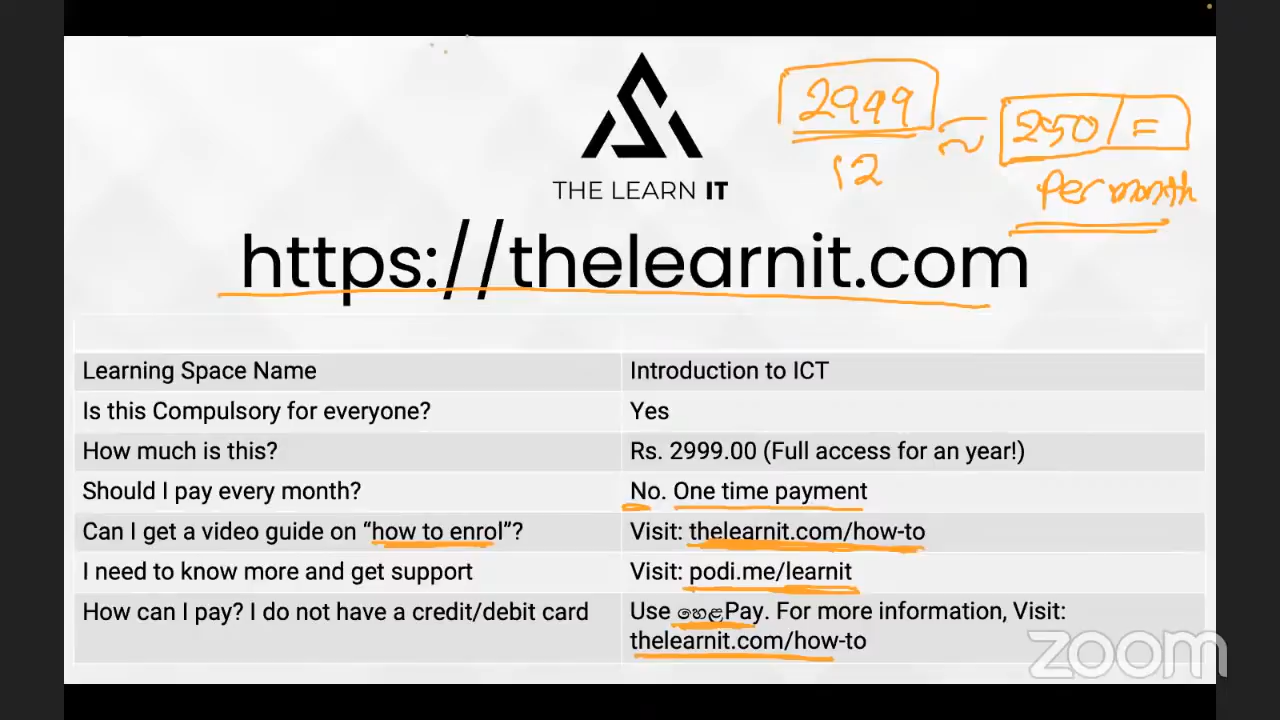 2999
12
≈
250/=
Per month
THE LEARN IT
https://thelearnit.com
Learning Space Name
Introduction to ICT
Is this Compulsory for everyone?
Yes
How much is this?
Rs. 2999.00 (Full access for an year!)
Should I pay every month?
No. One time payment
Can I get a video guide on “how to enrol”?
Visit: thelearnit.com/how-to
I need to know more and get support
Visit: podi.me/learnit
How can I pay? I do not have a credit/debit card
Use හෙළPay. For more information, Visit:
thelearnit.com/how-to
zoom